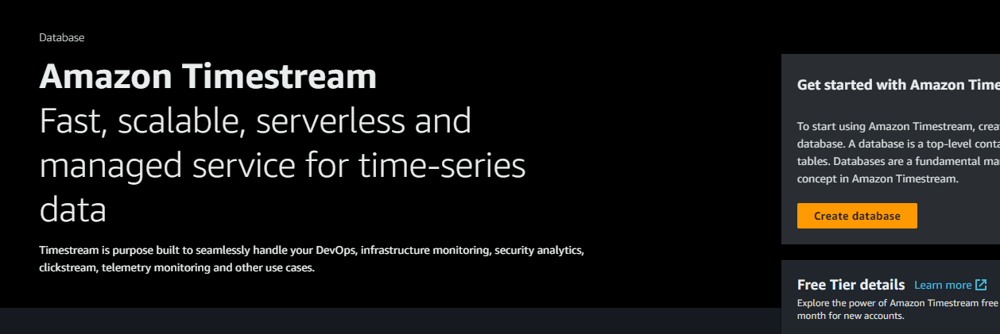 Database
Amazon Timestream
Fast, scalable, serverless and
managed service for time-series
data
Timestream is purpose built to seamlessly handle your DevOps, infrastructure monitoring, security analytics,
clickstream, telemetry monitoring and other use cases.
Get started with Amazon Time
To start using Amazon Timestream, crea
database. A database is a top-level conta
tables. Databases are a fundamental ma
concept in Amazon Timestream.
Create database
Free Tier details Learn more
Explore the power of Amazon Timestream free
month for new accounts.